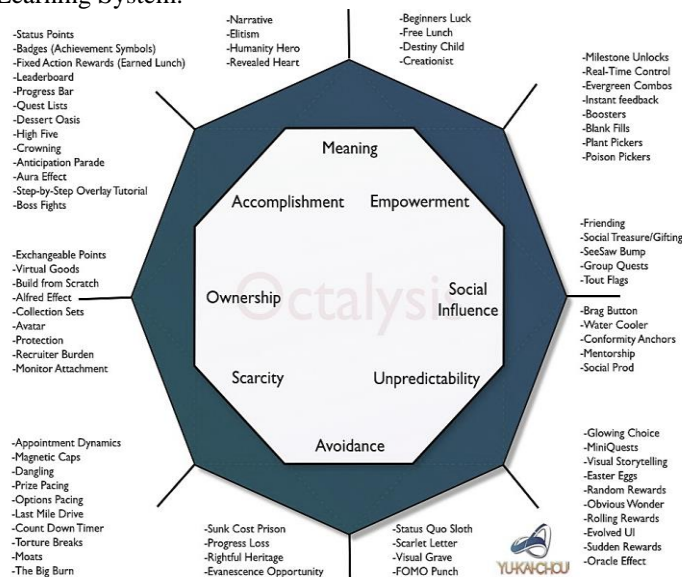 Learning System.
-Narrative
-Elitism
-Humanity Hero
-Revealed Heart
-Beginners Luck
-Free Lunch
-Destiny Child
-Creationist
-Status Points
-Badges (Achievement Symbols)
-Fixed Action Rewards (Earned Lunch)
-Leaderboard
-Progress Bar
-Quest Lists
-Dessert Oasis
-High Five
-Crowning
-Anticipation Parade
-Aura Effect
-Step-by-Step Overlay Tutorial
-Boss Fights
-Milestone Unlocks
-Real-Time Control
-Evergreen Combos
-Instant feedback
-Boosters
-Blank Fills
-Plant Pickers
-Poison Pickers
Meaning
Accomplishment
Empowerment
Ownership
Octalysis
Social
Influence
Scarcity
Unpredictability
Avoidance
-Exchangeable Points
-Virtual Goods
-Build from Scratch
-Alfred Effect
-Collection Sets
-Avatar
-Protection
-Recruiter Burden
-Monitor Attachment
-Friending
-Social Treasure/Gifting
-SeeSaw Bump
-Group Quests
-Tout Flags
-Brag Button
-Water Cooler
-Conformity Anchors
-Mentorship
-Social Prod
-Appointment Dynamics
-Magnetic Caps
-Dangling
-Prize Pacing
-Options Pacing
-Last Mile Drive
-Count Down Timer
-Torture Breaks
-Moats
-The Big Burn
-Sunk Cost Prison
-Progress Loss
-Rightful Heritage
-Evanescence Opportunity
-Status Quo Sloth
-Scarlet Letter
-Visual Grave
-FOMO Punch
-Glowing Choice
-MiniQuests
-Visual Storytelling
-Easter Eggs
-Random Rewards
-Obvious Wonder
-Rolling Rewards
-Evolved UI
-Sudden Rewards
-Oracle Effect
YU-KAI CHOU